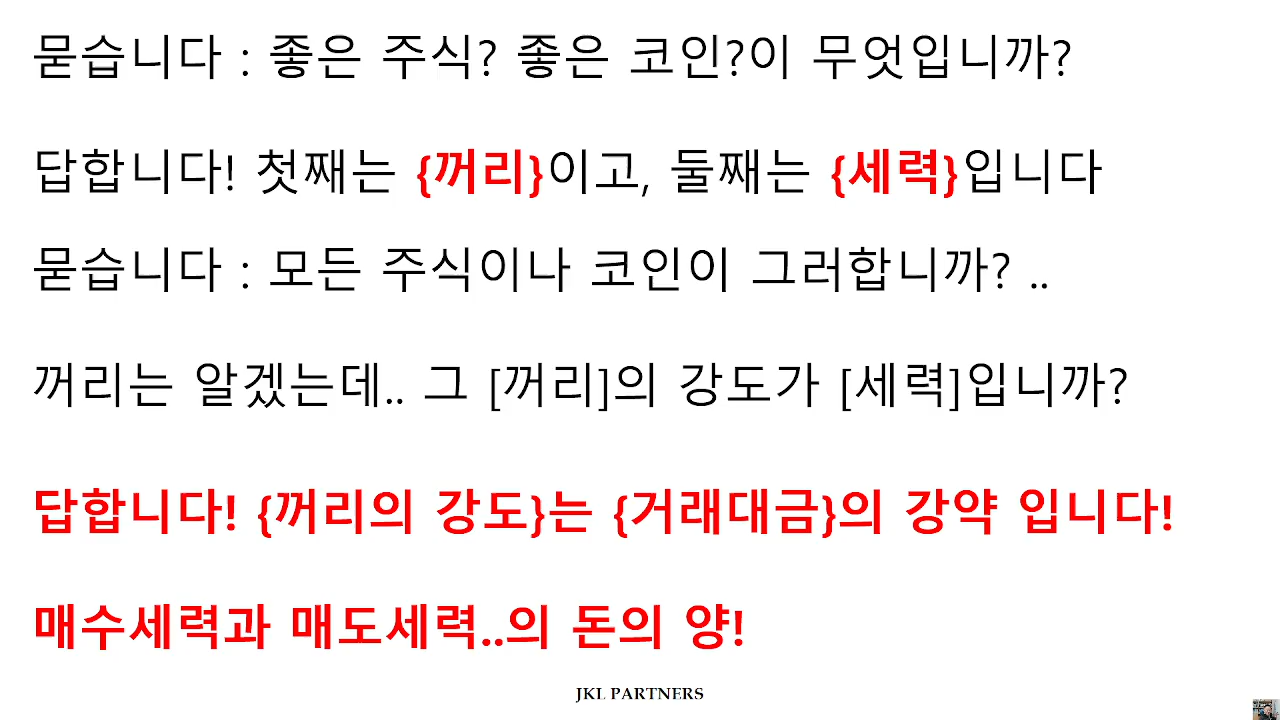 묻습니다 : 좋은 주식? 좋은 코인?이 무엇입니까?
답합니다! 첫째는 {꺼리}이고, 둘째는 {세력}입니다
묻습니다 : 모든 주식이나 코인이 그러합니까? ..
꺼리는 알겠는데.. 그 [꺼리]의 강도가 [세력]입니까?
답합니다! {꺼리의 강도}는 {거래대금}의 강약 입니다!
매수세력과 매도세력..의 돈의 양!
JKL PARTNERS